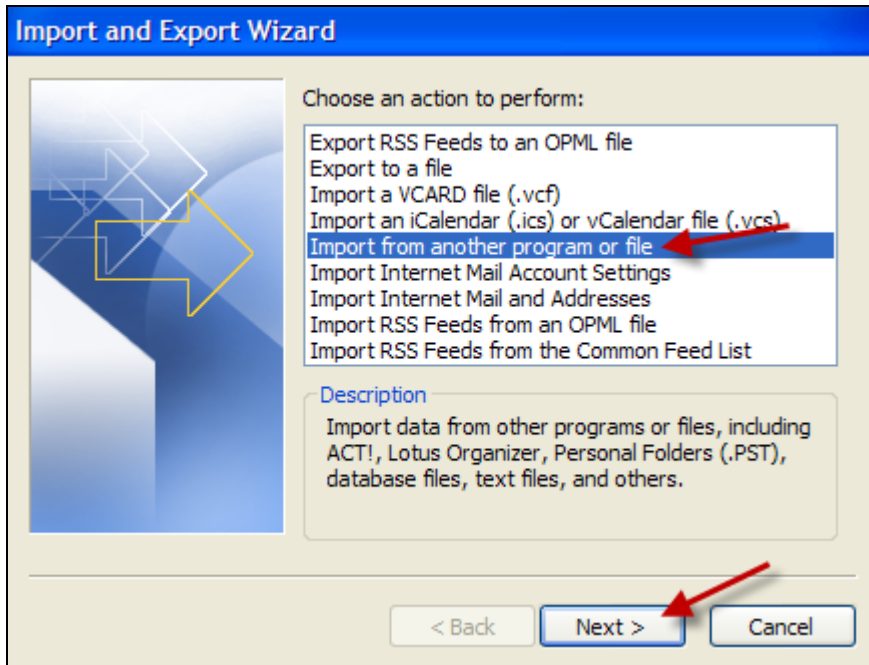 Import and Export Wizard
Choose an action to perform:
Export RSS Feeds to an OPML file
Export to a file
Import a VCARD file (.vcf)
Import an iCalendar (.ics) or vCalendar file (.vcs)
Import from another program or file
Import Internet Mail Account Settings
Import Internet Mail and Addresses
Import RSS Feeds from an OPML file
Import RSS Feeds from the Common Feed List
Description
Import data from other programs or files, including
ACT!, Lotus Organizer, Personal Folders (.PST),
database files, text files, and others.
< Back Next > Cancel